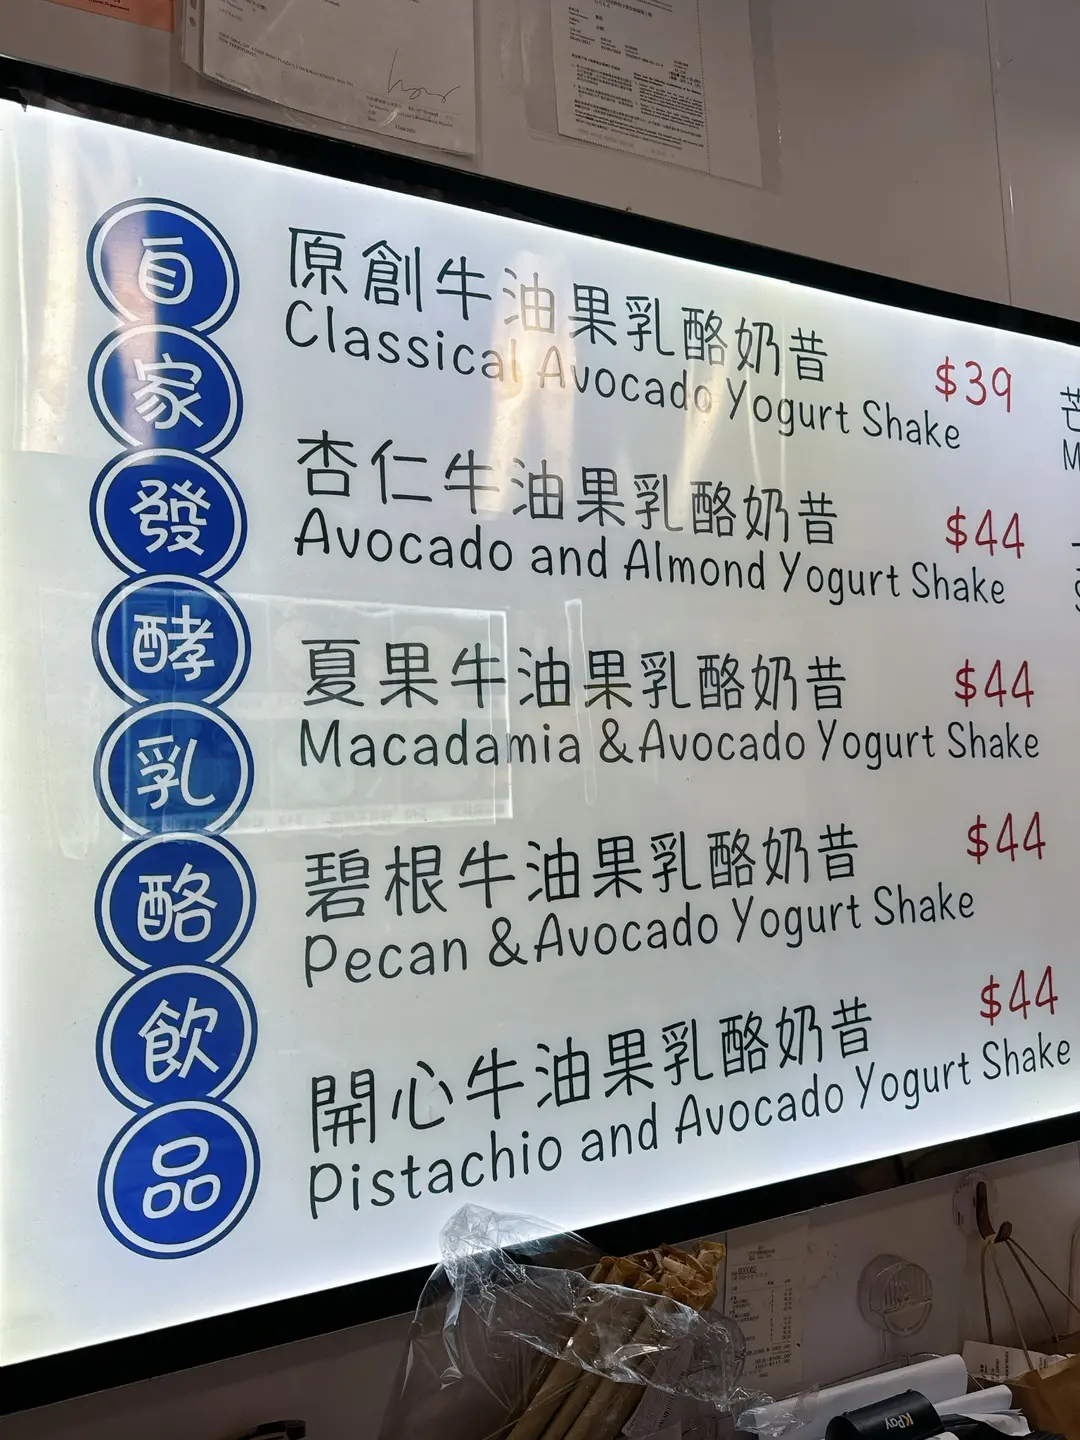 自家發酵乳酪飲品
原創牛油果乳酪奶昔
Classical Avocado Yogurt Shake
$39
杏仁牛油果乳酪奶昔
$44
Avocado and Almond Yogurt Shake
夏果牛油果乳酪奶昔
$44
Macadamia &Avocado Yogurt Shake
碧根牛油果乳酪奶昔
$44
Pecan &Avocado Yogurt Shake
開心牛油果乳酪奶昔
$44
Pistachio and Avocado Yogurt Shake
000082
KPay